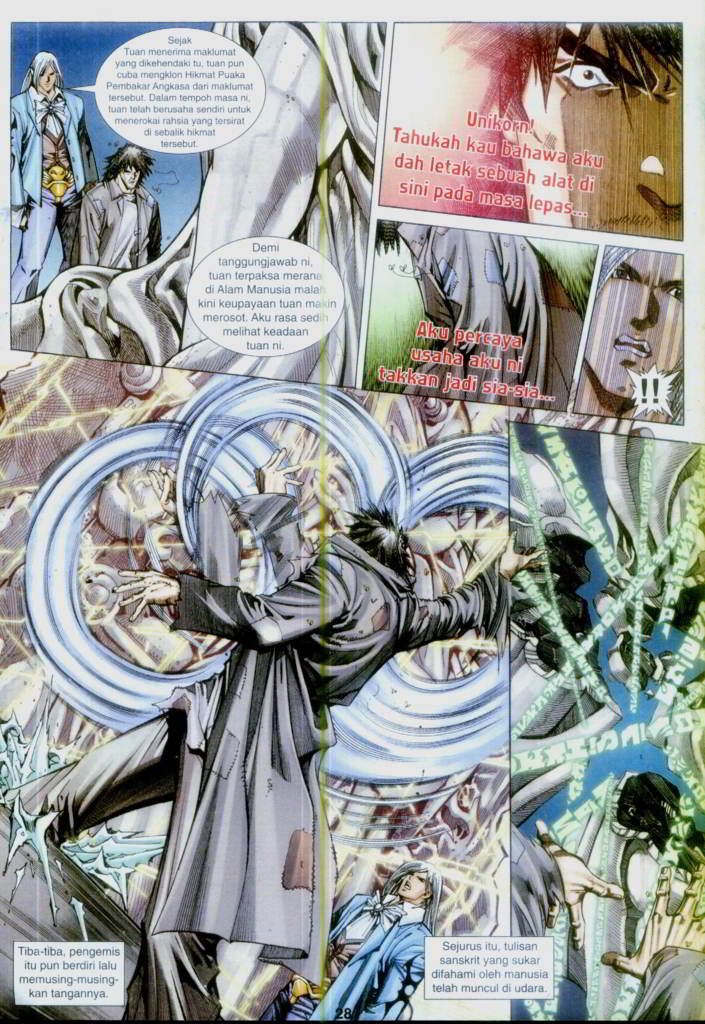 Sejak
Tuan menerima maklumat
yang dikehendaki tu, tuan pun
cuba mengklon Hikmat Puaka
Pembakar Angkasa dari maklumat
tersebut. Dalam tempoh masa ni,
tuan telah berusaha sendiri untuk
menerokai rahsia yang tersirat
di sebalik hikmat
tersebut.
Demi
tanggungjawab ni,
tuan terpaksa merana
di Alam Manusia malah
kini keupayaan tuan makin
merosot. Aku rasa sedih
melihat keadaan
tuan ni.
Unikorn!
Tahukah kau bahawa aku
dah letak sebuah alat di
sini pada masa lepas...
Aku percaya
usaha aku ni
takkan jadi sia-sia...
!!
Tiba-tiba, pengemis
itu pun berdiri lalu
memusing-musing-
kan tangannya.
Sejurus itu, tulisan
sanskrit yang sukar
difahami oleh manusia
telah muncul di udara.
28